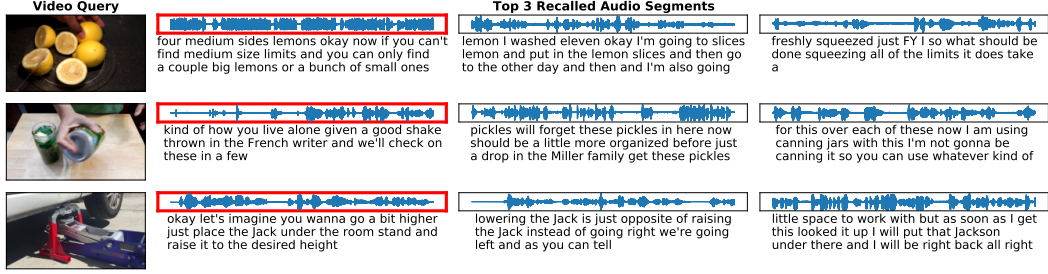 Video Query
Top 3 Recalled Audio Segments
four medium sides lemons okay now if you can't
find medium size limits and you can only find
a couple big lemons or a bunch of small ones
lemon I washed eleven okay I'm going to slices
lemon and put in the lemon slices and then go
to the other day and then and I'm also going
freshly squeezed just FY I so what should be
done squeezing all of the limits it does take
a
kind of how you live alone given a good shake
thrown in the French writer and we'll check on
these in a few
pickles will forget these pickles in here now
should be a little more organized before just
a drop in the Miller family get these pickles
for this over each of these now I am using
canning jars with this I'm not gonna be
canning it so you can use whatever kind of
okay let's imagine you wanna go a bit higher
just place the Jack under the room stand and
raise it to the desired height
lowering the Jack is just opposite of raising
the Jack instead of going right we're going
left and as you can tell
little space to work with but as soon as I get
this looked it up I will put that Jackson
under there and I will be right back all right